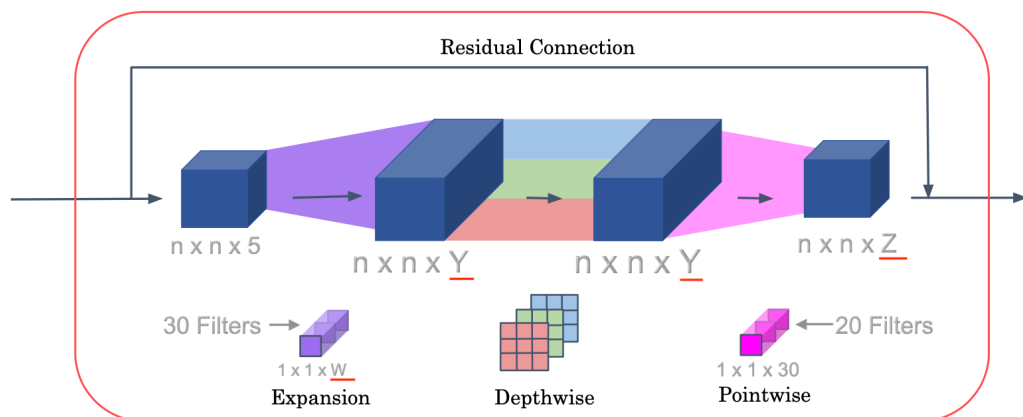 Residual Connection
n x n x 5
n x n x Y
n x n x Y
n x n x Z
30 Filters
20 Filters
1 x 1 x W
1 x 1 x 30
Expansion
Depthwise
Pointwise